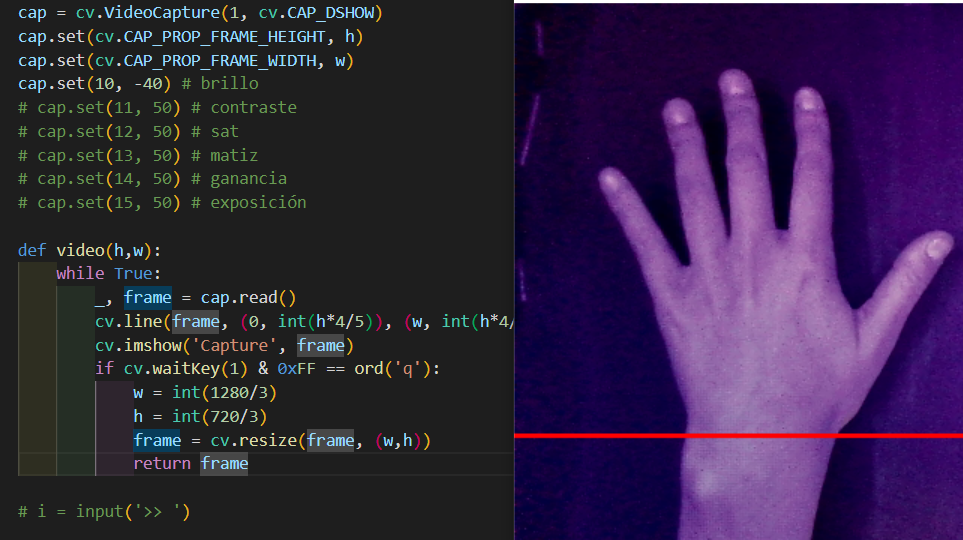 cap = cv.VideoCapture(1, cv.CAP_DSHOW)
cap.set(cv.CAP_PROP_FRAME_HEIGHT, h)
cap.set(cv.CAP_PROP_FRAME_WIDTH, w)
cap.set(10, -40) # brillo
# cap.set(11, 50) # contraste
# cap.set(12, 50) # sat
# cap.set(13, 50) # matiz
# cap.set(14, 50) # ganancia
# cap.set(15, 50) # exposición
def video(h,w):
while True:
_, frame = cap.read()
cv.line(frame, (0, int(h*4/5)), (w, int(h*4/
cv.imshow('Capture', frame)
if cv.waitKey(1) & 0xFF == ord('q'):
w = int(1280/3)
h = int(720/3)
frame = cv.resize(frame, (w,h))
return frame
# i = input('>> ')